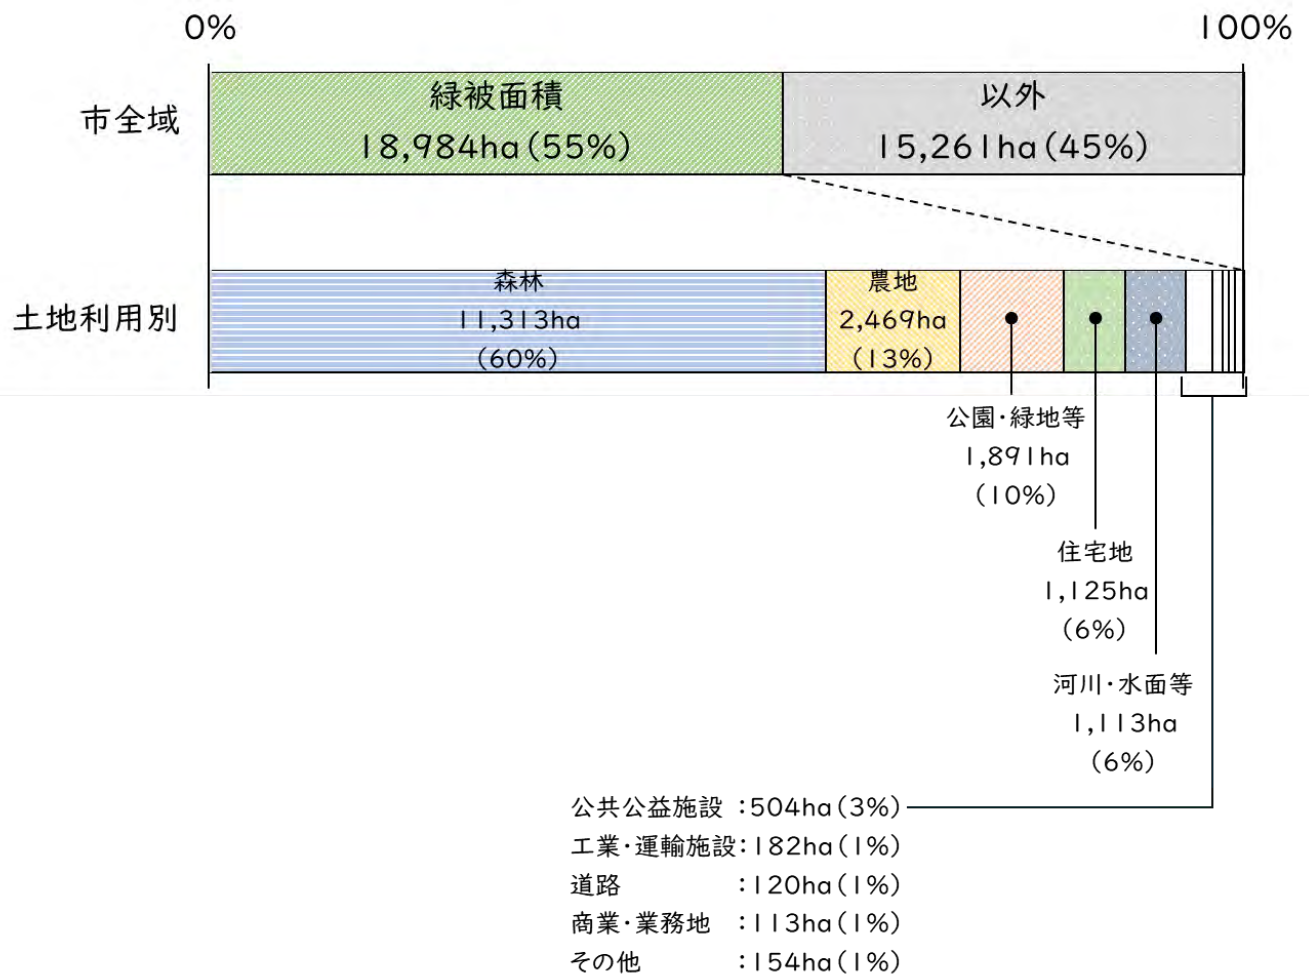 0%
100%
市全域
緑被面積
18,984ha(55%)
以外
15,261ha(45%)
土地利用別
森林
11,313ha
(60%)
農地
2,469ha
(13%)
公園・緑地等
1,891ha
(10%)
住宅地
1,125ha
(6%)
河川・水面等
1,113ha
(6%)
公共公益施設 :504ha(3%)
工業・運輸施設:182ha(1%)
道路 :120ha(1%)
商業・業務地 :113ha(1%)
その他 :154ha(1%)